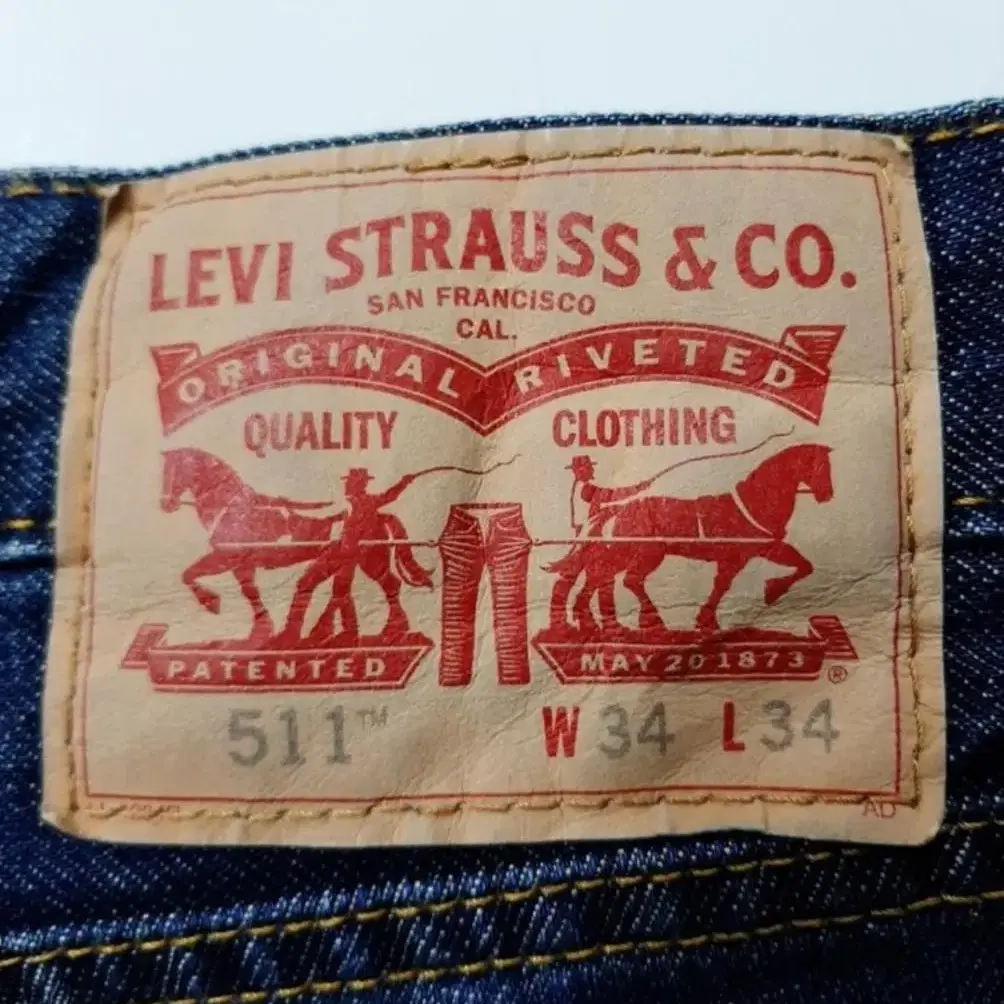 LEVI STRAUSS & CO.
SAN FRANCISCO
CAL.
ORIGINAL RIVETED
QUALITY CLOTHING
PATENTED MAY 20 1873 ®
511™ W 34 L 34
AD